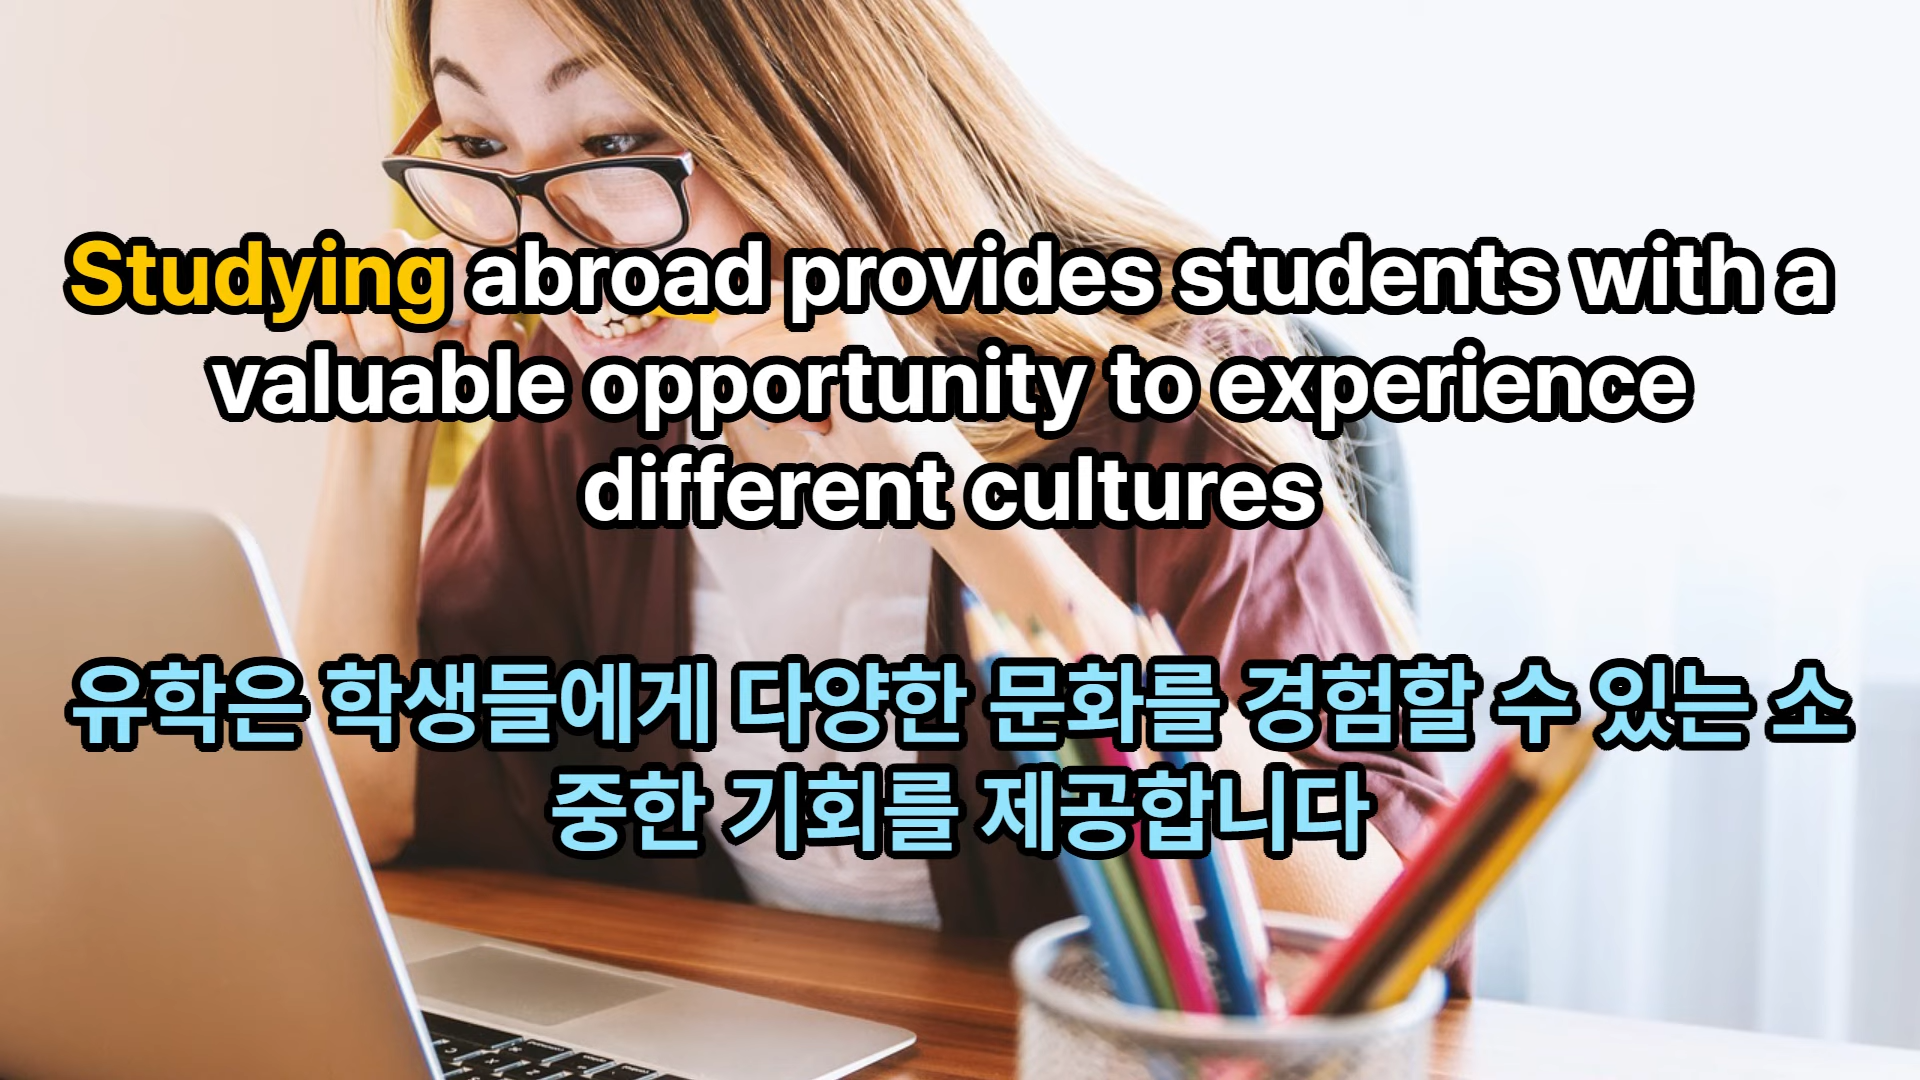 Studying abroad provides students with a
valuable opportunity to experience
different cultures
유학은 학생들에게 다양한 문화를 경험할 수 있는 소
중한 기회를 제공합니다